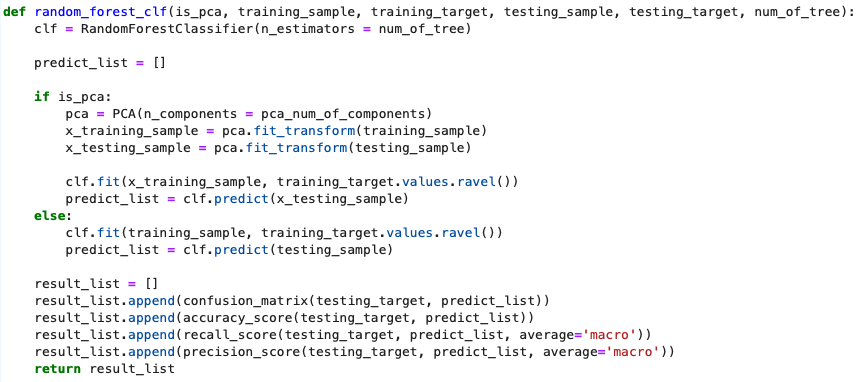 def random_forest_clf(is_pca, training_sample, training_target, testing_sample, testing_target, num_of_tree):
    clf = RandomForestClassifier(n_estimators = num_of_tree)

    predict_list = []

    if is_pca:
        pca = PCA(n_components = pca_num_of_components)
        x_training_sample = pca.fit_transform(training_sample)
        x_testing_sample = pca.fit_transform(testing_sample)

        clf.fit(x_training_sample, training_target.values.ravel())
        predict_list = clf.predict(x_testing_sample)
    else:
        clf.fit(training_sample, training_target.values.ravel())
        predict_list = clf.predict(testing_sample)

    result_list = []
    result_list.append(confusion_matrix(testing_target, predict_list))
    result_list.append(accuracy_score(testing_target, predict_list))
    result_list.append(recall_score(testing_target, predict_list, average='macro'))
    result_list.append(precision_score(testing_target, predict_list, average='macro'))
    return result_list